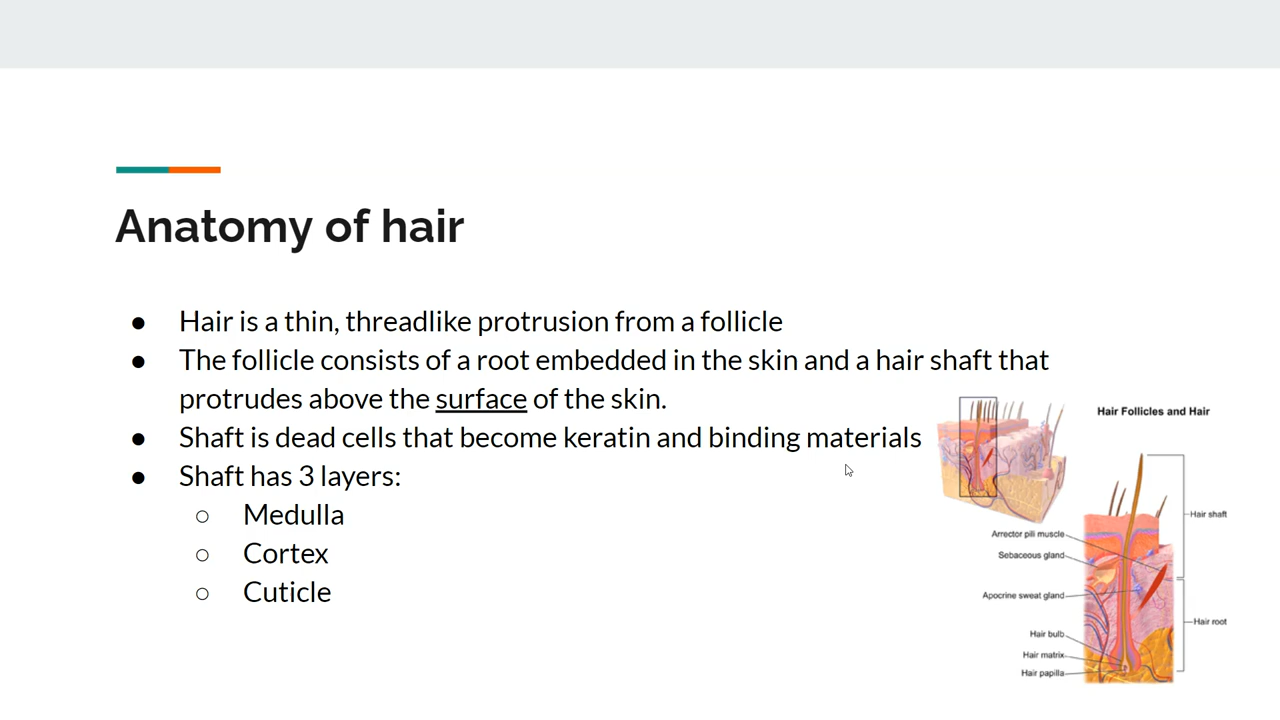 Anatomy of hair
● Hair is a thin, threadlike protrusion from a follicle
● The follicle consists of a root embedded in the skin and a hair shaft that
protrudes above the surface of the skin.
● Shaft is dead cells that become keratin and binding materials
● Shaft has 3 layers:
○ Medulla
○ Cortex
○ Cuticle
Hair Follicles and Hair
Hair shaft
Arrector pili muscle
Sebaceous gland
Apocrine sweat gland
Hair root
Hair bulb
Hair matrix
Hair papilla